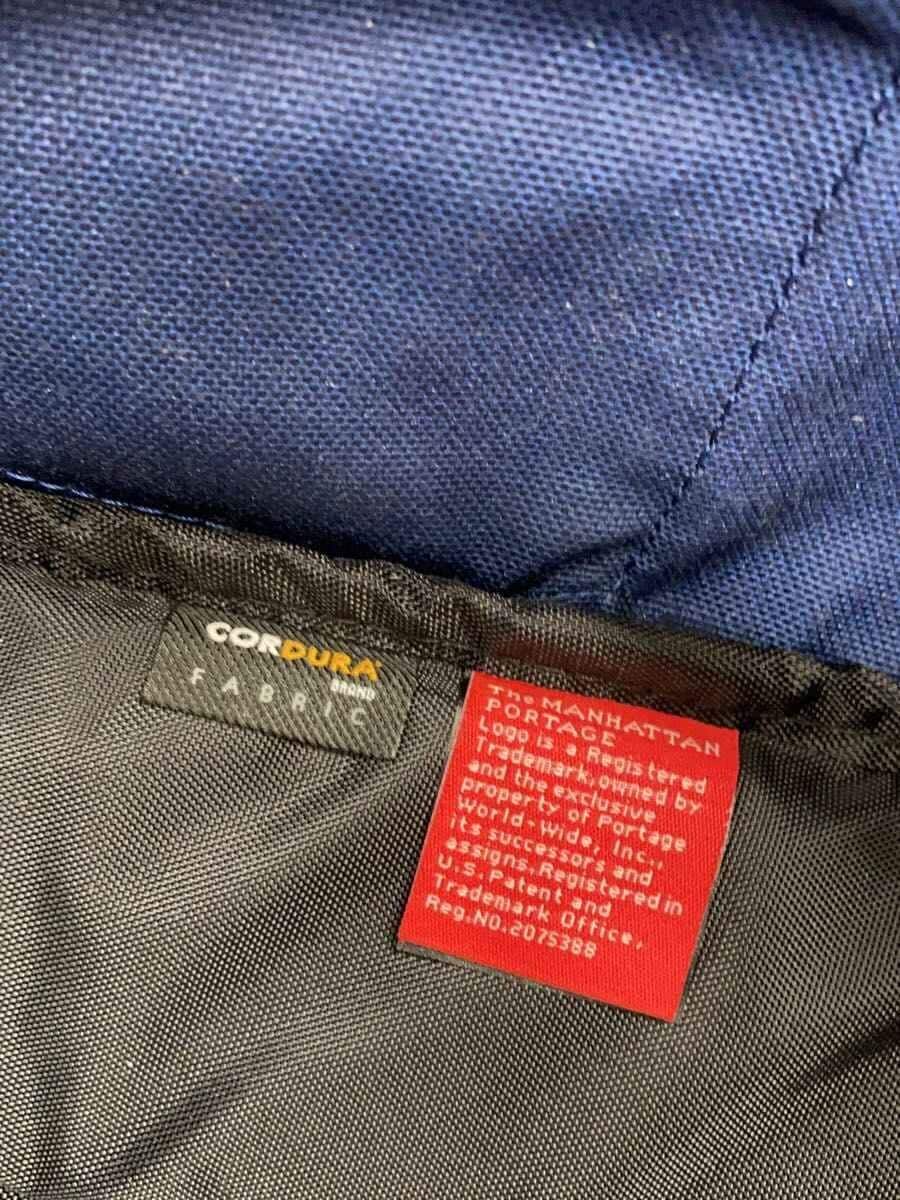 CORDURA
BRAND
FABRIC
The MANHATTAN
PORTAGE
Logo is a Registered
Trademark, owned by
and the exclusive
property of Portage
World-Wide, Inc.,
its successors, and
assigns. Registered in
U.S. Patent and
Trademark Office,
Reg.NO.2075388